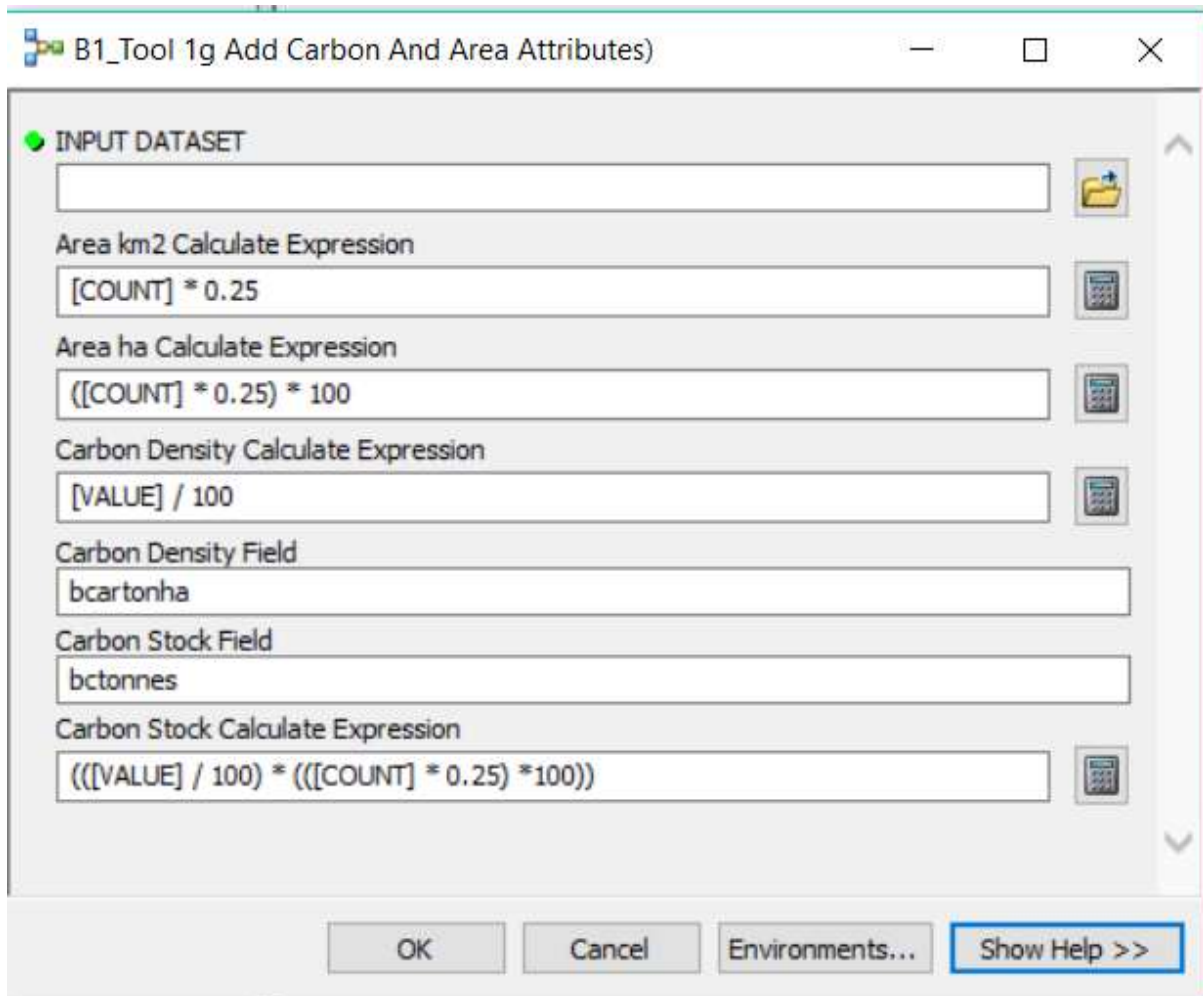 B1_Tool 1g Add Carbon And Area Attributes)
INPUT DATASET
Area km2 Calculate Expression
[COUNT] * 0.25
Area ha Calculate Expression
([COUNT] * 0.25) * 100
Carbon Density Calculate Expression
[VALUE] / 100
Carbon Density Field
bcartonha
Carbon Stock Field
bctonnes
Carbon Stock Calculate Expression
(([VALUE] / 100) * (([COUNT] * 0.25) *100))
OK Cancel Environments... Show Help >>